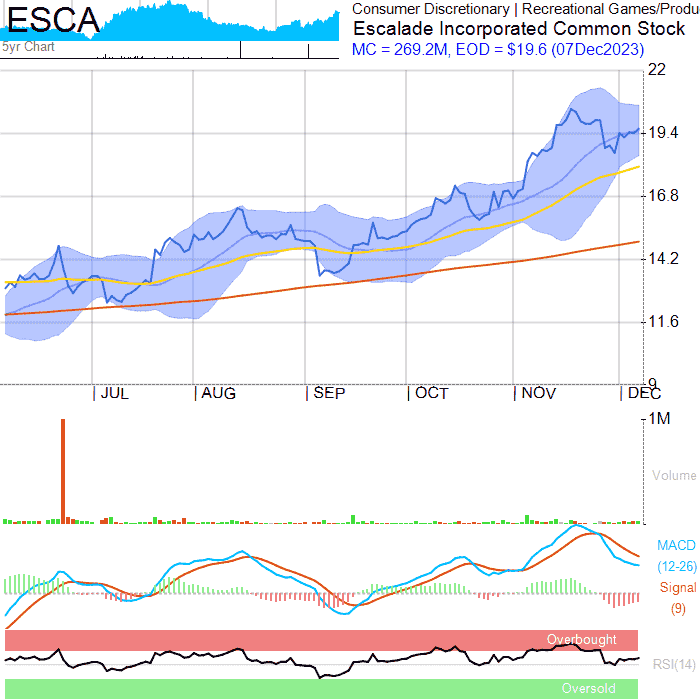 ESCA
5yr Chart
Consumer Discretionary | Recreational Games/Produ
Escalade Incorporated Common Stock
MC = 269.2M, EOD = $19.6 (07Dec2023)
22
19.4
16.8
14.2
11.6
9
JUL AUG SEP OCT NOV DEC
1M
Volume
MACD
(12-26)
Signal
(9)
Overbought
RSI(14)
Oversold